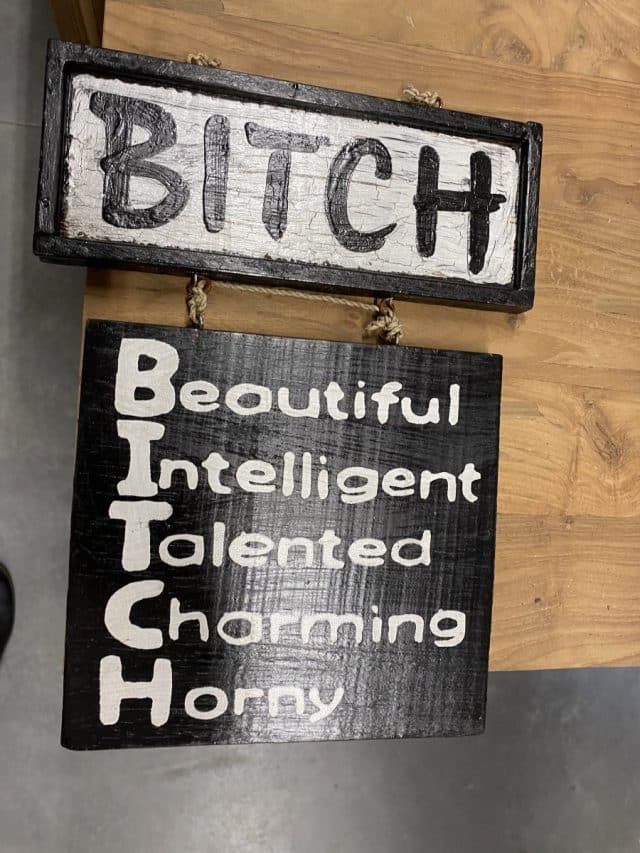 BITCH
Beautiful
Intelligent
Talented
Charming
Horny